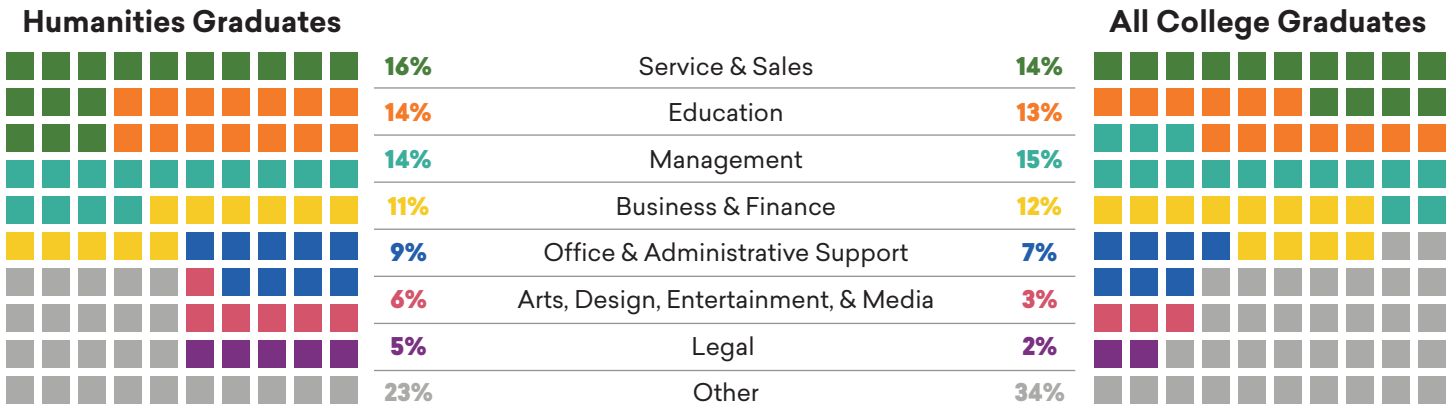 Humanities Graduates
All College Graduates
16% Service & Sales 14%
14% Education 13%
14% Management 15%
11% Business & Finance 12%
9% Office & Administrative Support 7%
6% Arts, Design, Entertainment, & Media 3%
5% Legal 2%
23% Other 34%